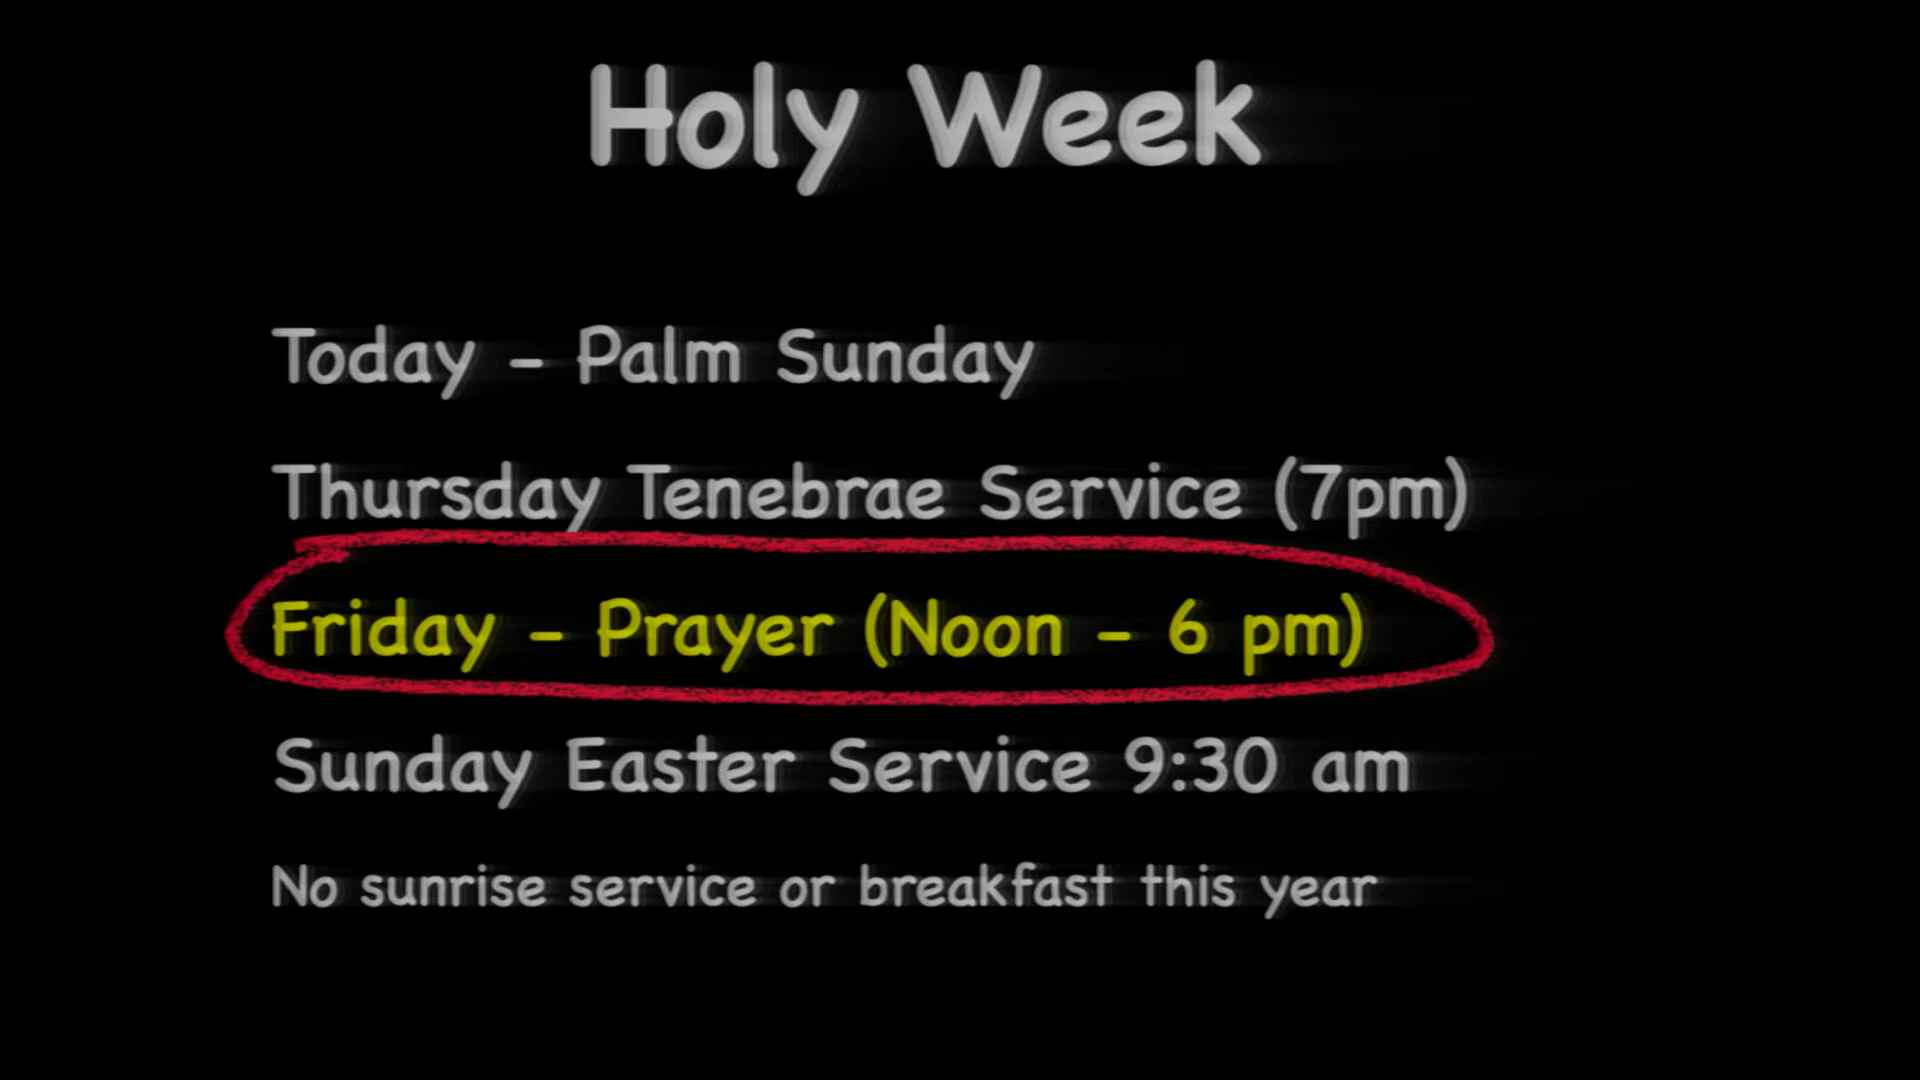 Holy Week
Today - Palm Sunday
Thursday Tenebrae Service (7pm)
Friday - Prayer (Noon - 6 pm)
Sunday Easter Service 9:30 am
No sunrise service or breakfast this year